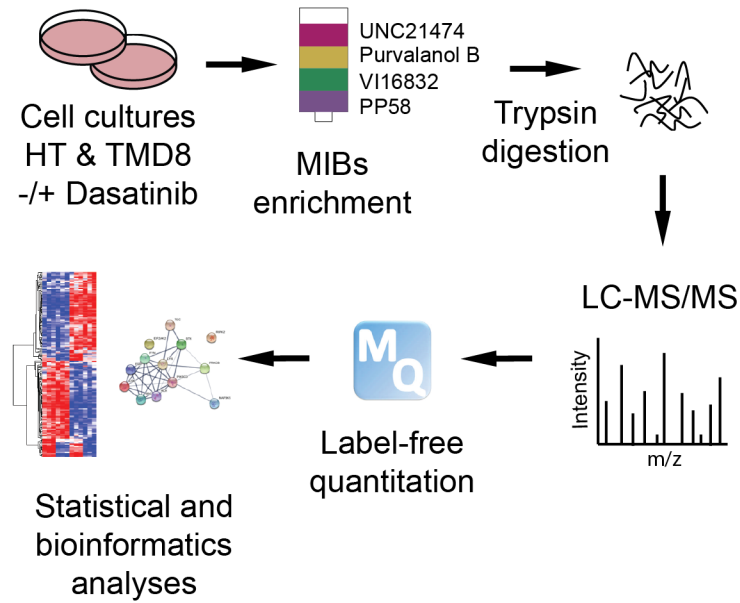 Cell cultures
HT & TMD8
-/+ Dasatinib
UNC21474
Purvalanol B
VI16832
PP58
MIBs
enrichment
Trypsin
digestion
LC-MS/MS
Intensity
m/z
MQ
Label-free
quantitation
Statistical and
bioinformatics
analyses